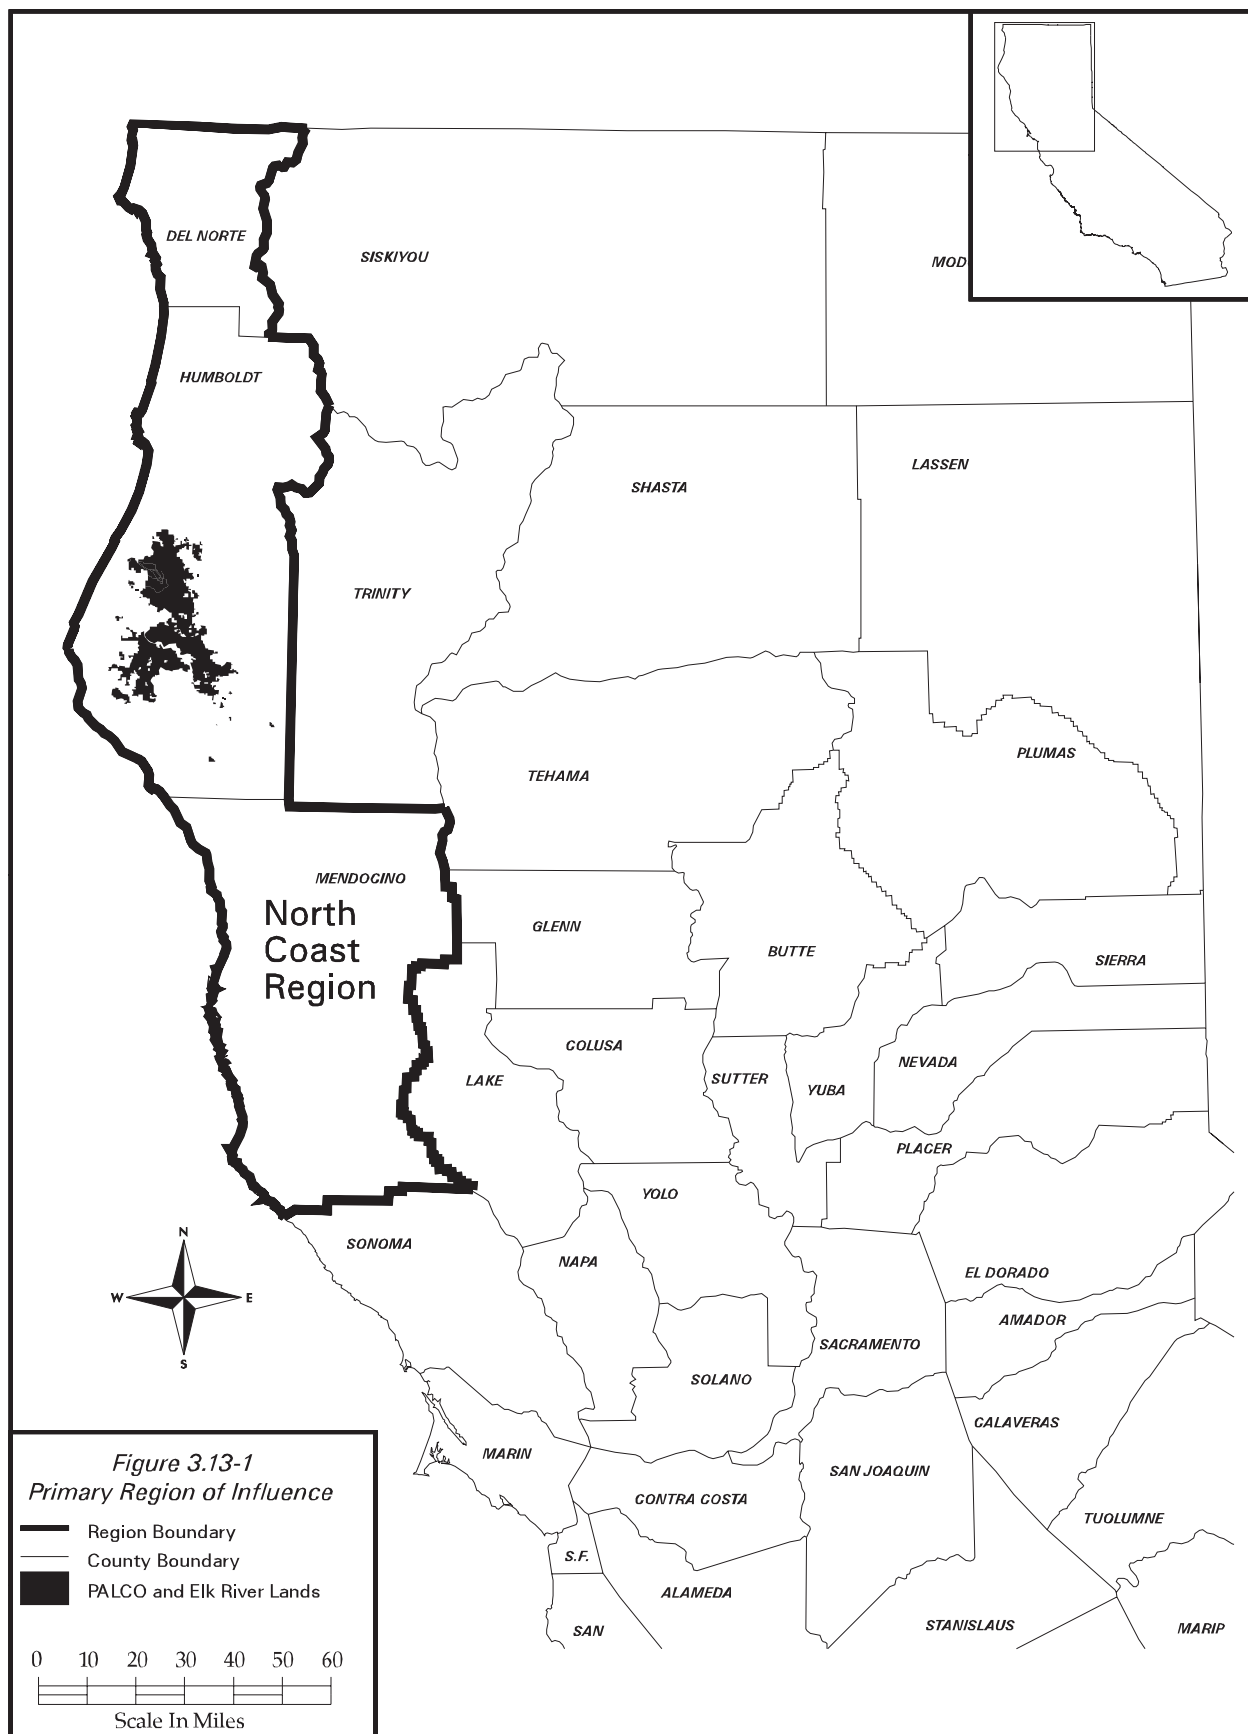 DEL NORTE
SISKIYOU
MOD
HUMBOLDT
LASSEN
SHASTA
TRINITY
PLUMAS
TEHAMA
MENDOCINO
North
Coast
Region
GLENN
BUTTE
SIERRA
COLUSA
NEVADA
LAKE
SUTTER
YUBA
PLACER
YOLO
SONOMA
NAPA
EL DORADO
N
W
E
S
AMADOR
SACRAMENTO
SOLANO
CALAVERAS
MARIN
SAN JOAQUIN
CONTRA COSTA
TUOLUMNE
S.F.
ALAMEDA
STANISLAUS
SAN
MARIP
Figure 3.13-1
Primary Region of Influence
Region Boundary
County Boundary
PALCO and Elk River Lands
0 10 20 30 40 50 60
Scale In Miles